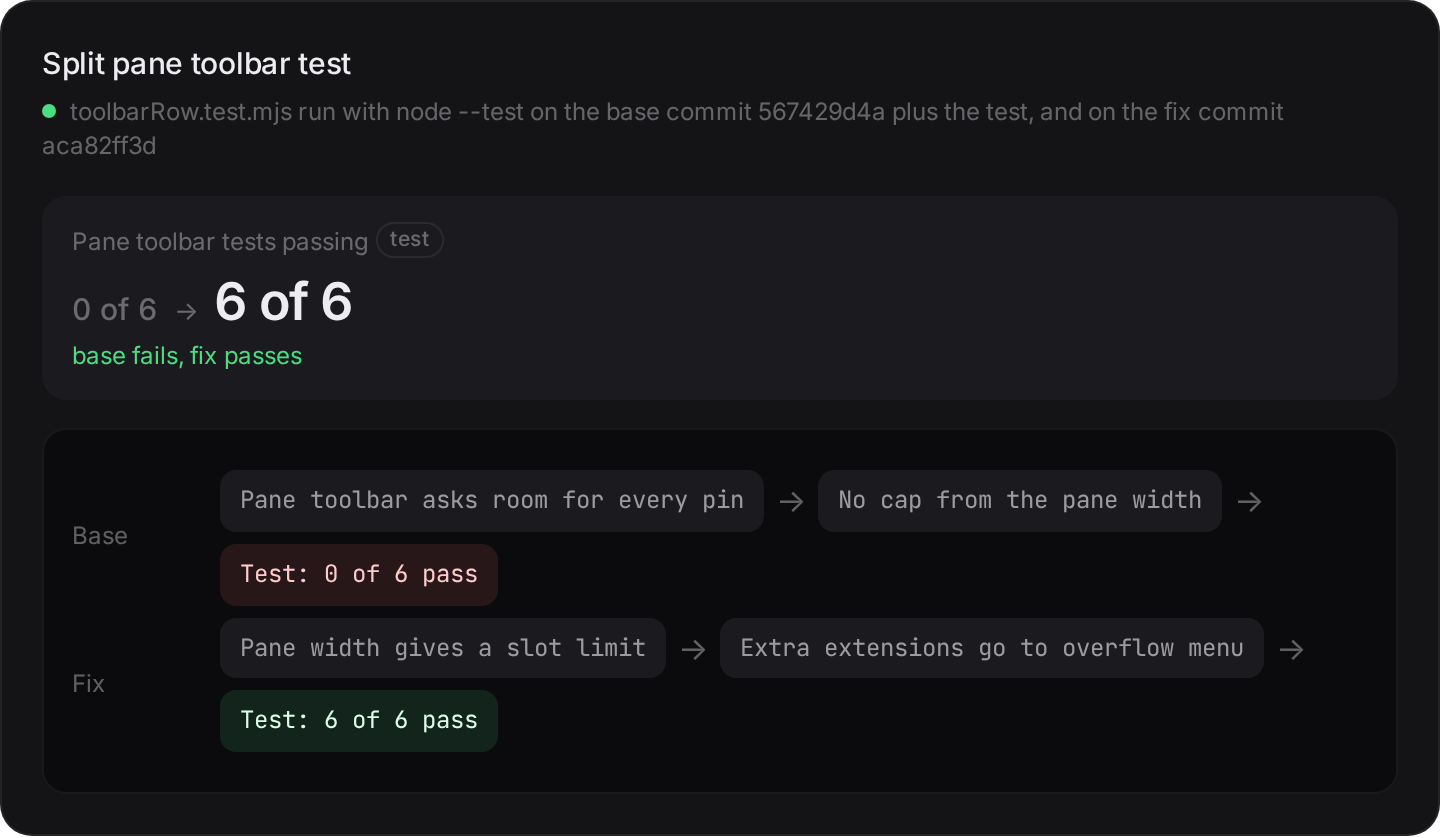 Split pane toolbar test
toolbarRow.test.mjs run with node --test on the base commit 567429d4a plus the test, and on the fix commit
aca82ff3d
Pane toolbar tests passing test
0 of 6 → 6 of 6
base fails, fix passes
Base
Pane toolbar asks room for every pin → No cap from the pane width →
Test: 0 of 6 pass
Fix
Pane width gives a slot limit → Extra extensions go to overflow menu →
Test: 6 of 6 pass